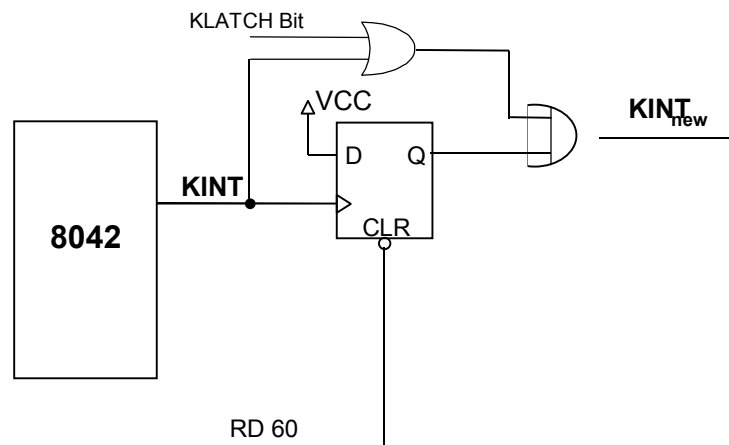 KLATCH Bit
VCC
KINT
new
D
Q
KINT
CLR
8042
RD 60